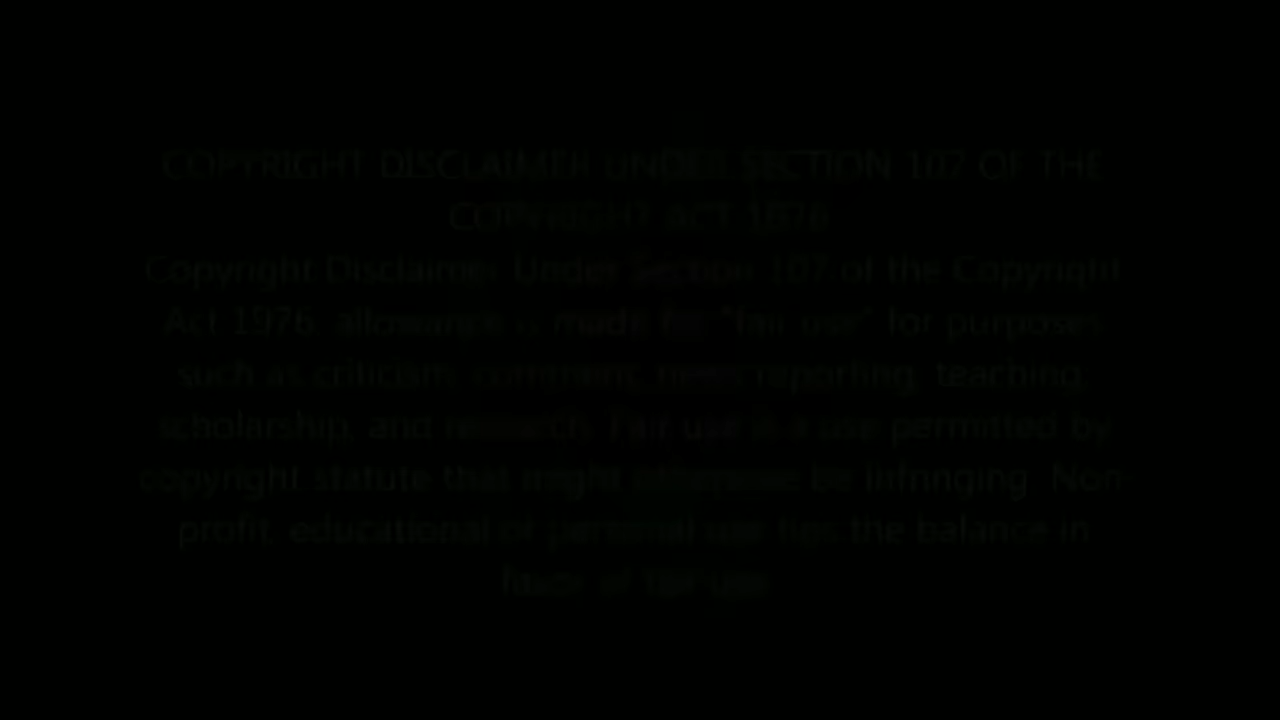 COPYRIGHT DISCLAIMER UNDER SECTION 107 OF THE
COPYRIGHT ACT 1976
Copyright Disclaimer Under Section 107 of the Copyright
Act 1976, allowance is made for "fair use" for purposes
such as criticism, comment, news reporting, teaching,
scholarship, and research. Fair use is a use permitted by
copyright statute that might otherwise be infringing. Non-
profit, educational or personal use tips the balance in
favor of fair use.